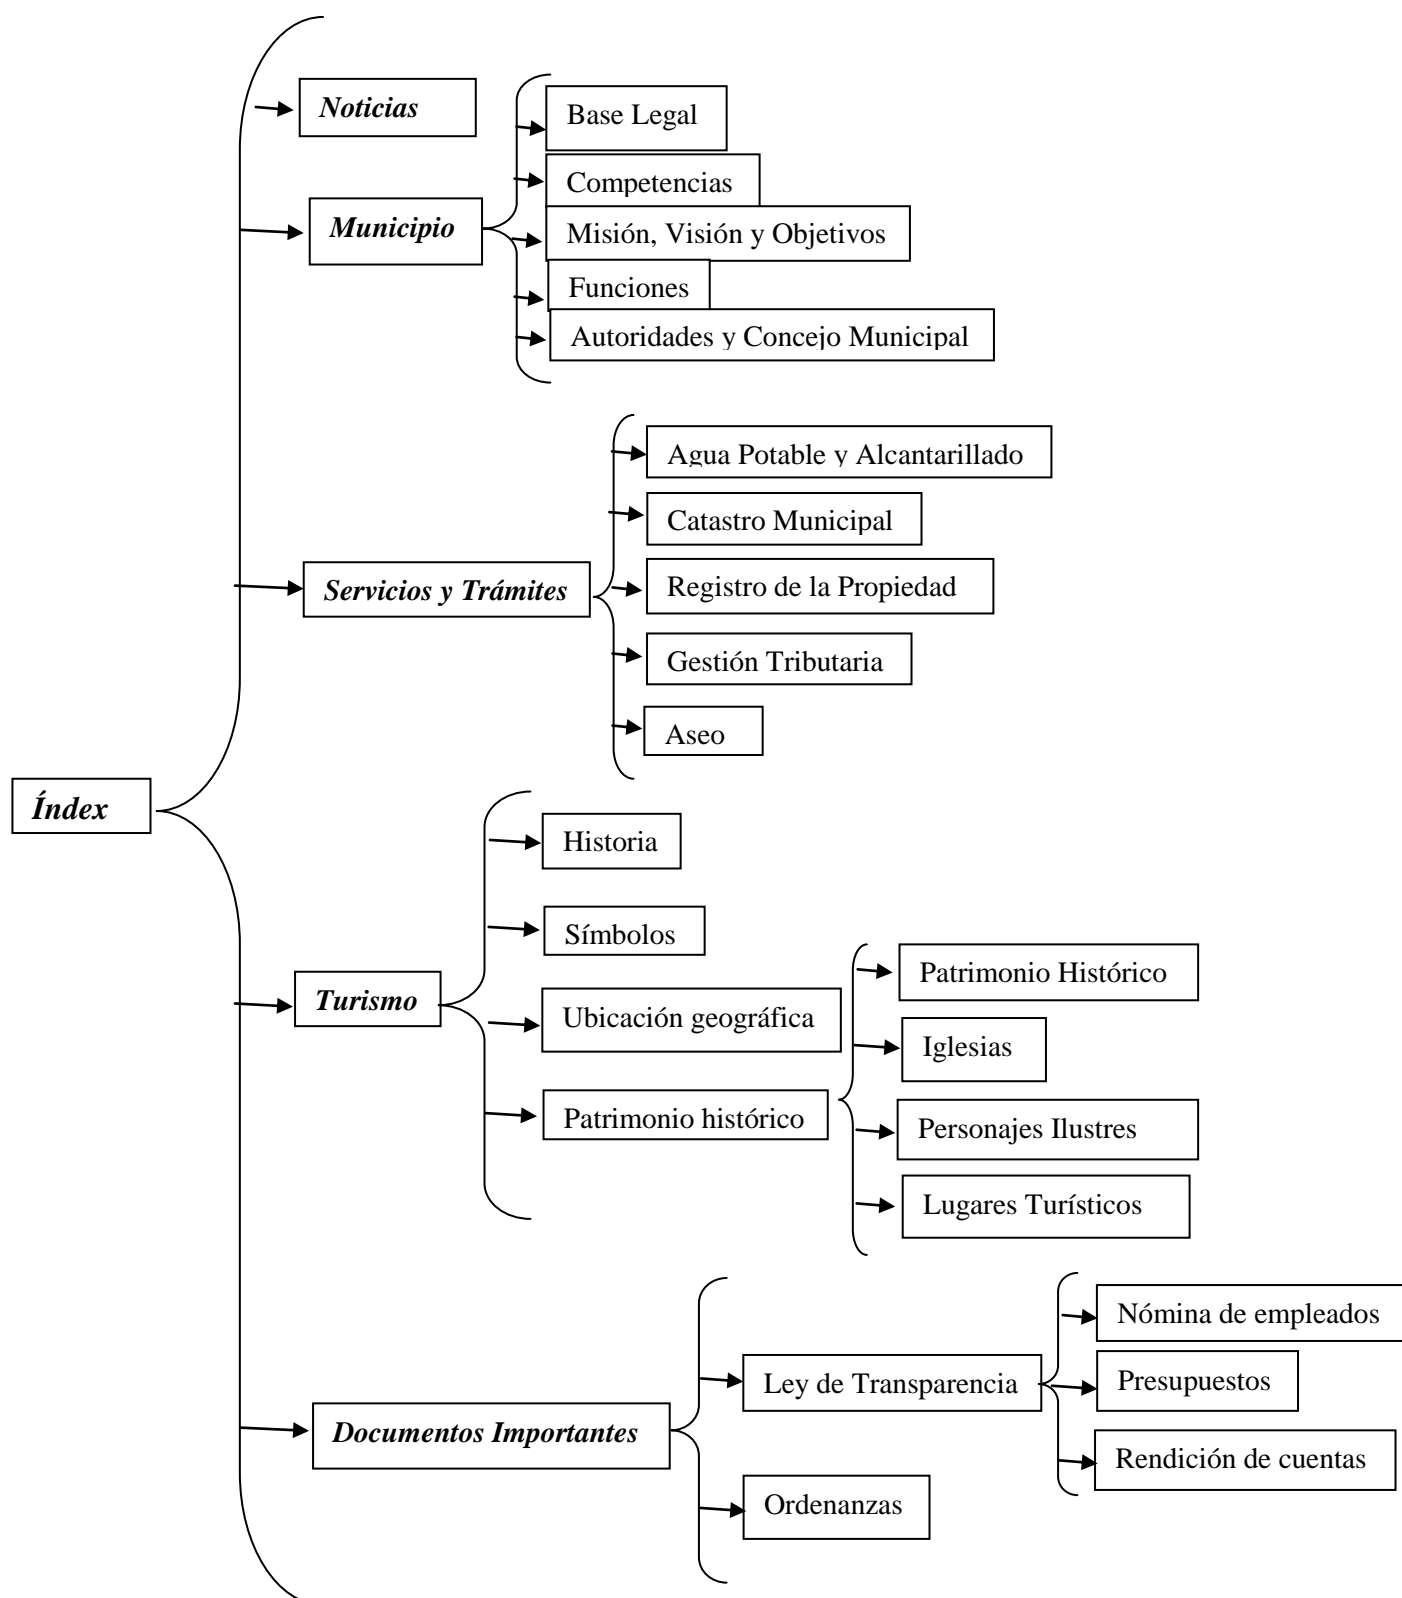 Noticias
Base Legal
Competencias
Municipio
Misión, Visión y Objetivos
Funciones
Autoridades y Concejo Municipal
Agua Potable y Alcantarillado
Catastro Municipal
Servicios y Trámites
Registro de la Propiedad
Gestión Tributaria
Aseo
Índex
Historia
Símbolos
Turismo
Ubicación geográfica
Patrimonio histórico
Patrimonio Histórico
Iglesias
Personajes Ilustres
Lugares Turísticos
Documentos Importantes
Ley de Transparencia
Nómina de empleados
Presupuestos
Rendición de cuentas
Ordenanzas